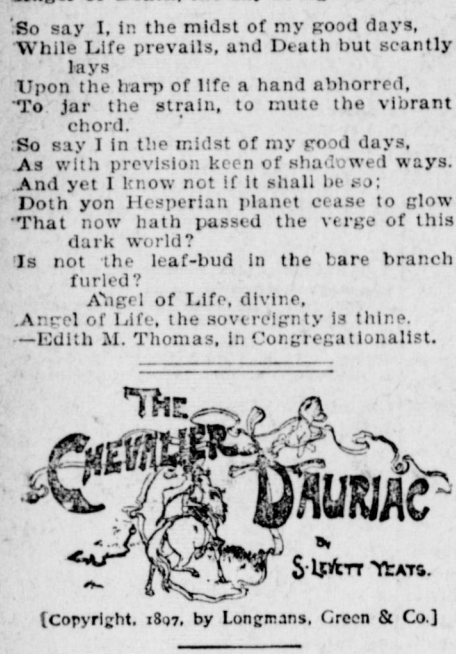 So say I, in the midst of my good days,
While Life prevails, and Death but scantly
lays
Upon the harp of life a hand abhorred,
To jar the strain, to mute the vibrant
chord.
So say I in the midst of my good days,
As with prevision keen of shadowed ways.
And yet I know not if it shall be so;
Doth yon Hesperian planet cease to glow
That now hath passed the verge of this
dark world?
Is not the leaf-bud in the bare branch
furled?
Angel of Life, divine,
Angel of Life, the sovereignty is thine.
—Edith M. Thomas, in Congregationalist.
THE
CHEVALIER
D'AURIAC
BY
S. LEVETT YEATS.
[Copyright, 1897, by Longmans, Green & Co.]